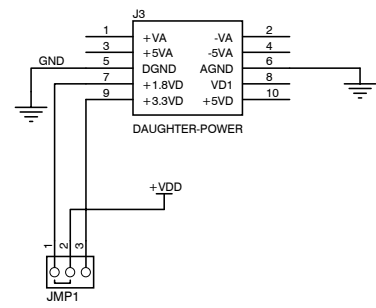 J3
1 +VA -VA 2
3 +5VA -5VA 4
GND 5 DGND AGND 6
7 +1.8VD VD1 8
9 +3.3VD +5VD 10
DAUGHTER-POWER
+VDD
1 2 3
JMP1